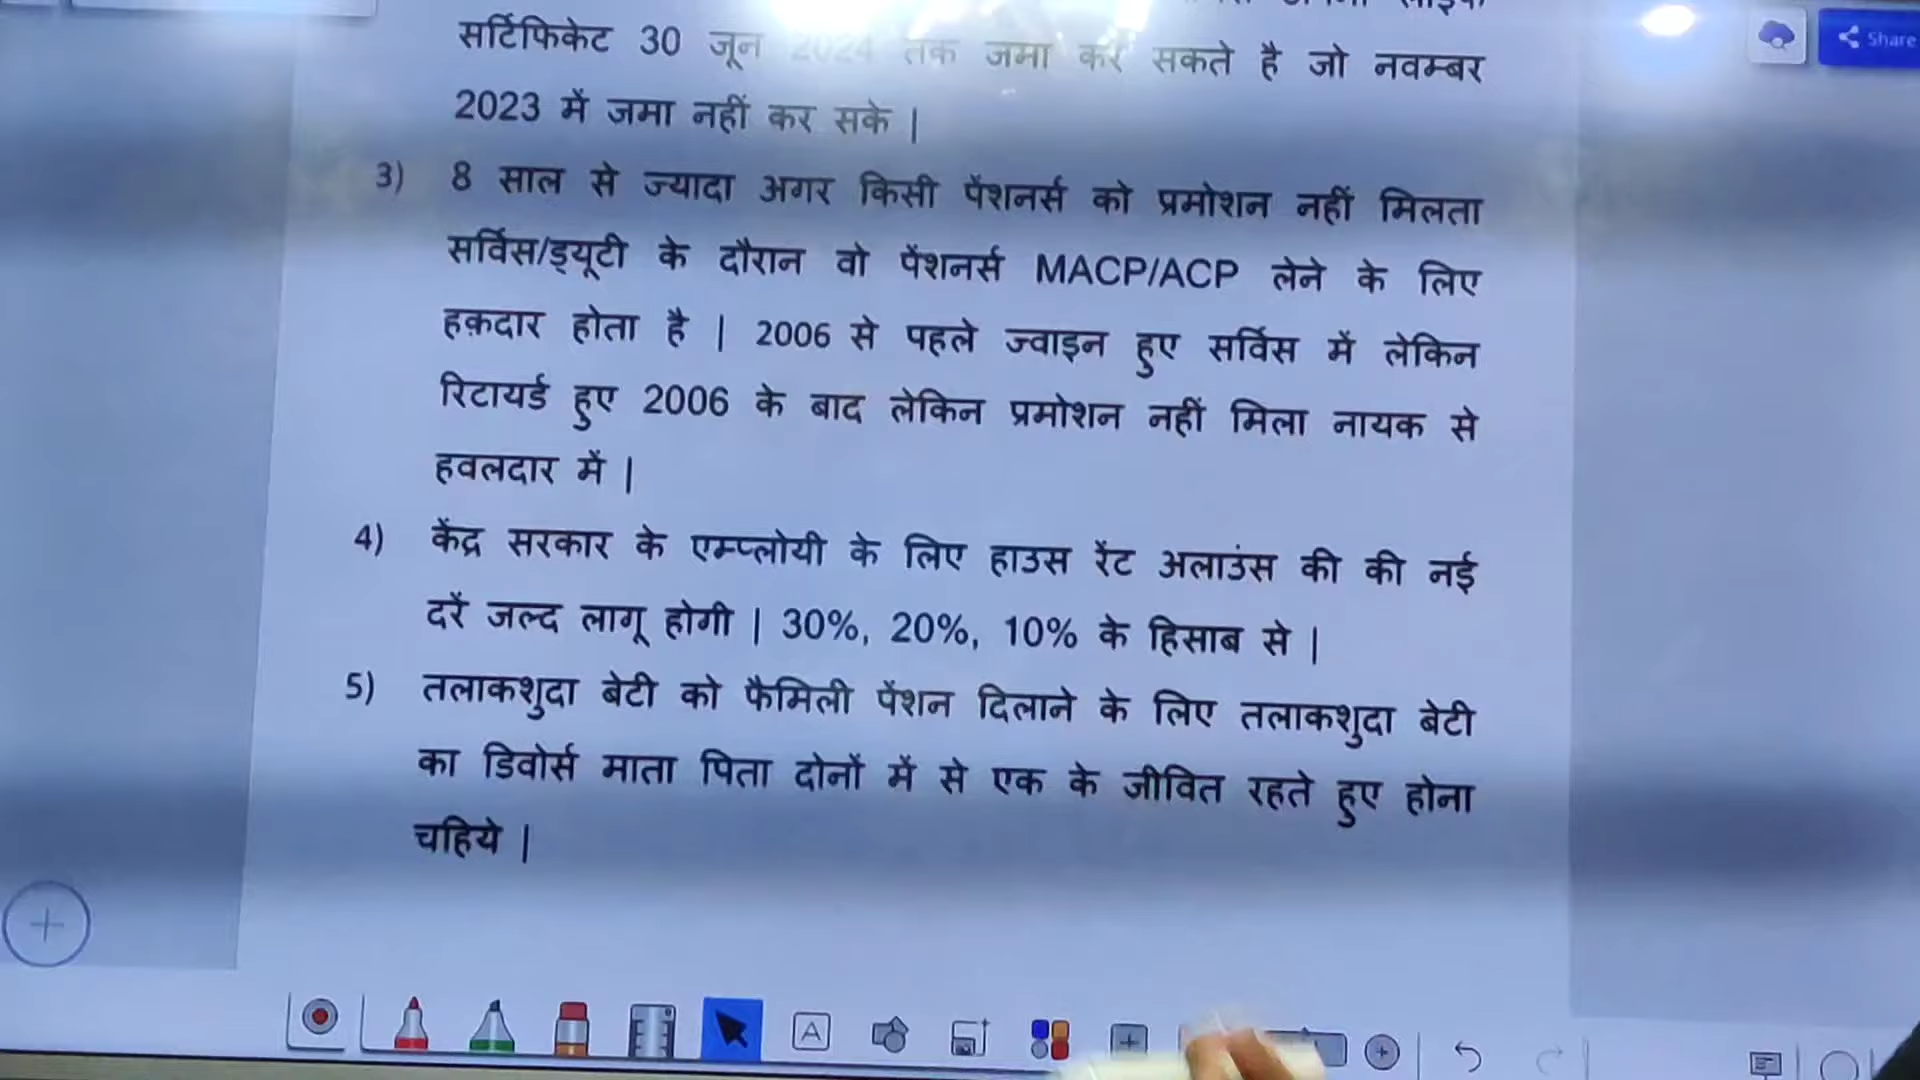 Share
सर्टिफिकेट 30 जून 2024 तक जमा कर सकते है जो नवम्बर
2023 में जमा नहीं कर सके |
3) 8 साल से ज्यादा अगर किसी पेंशनर्स को प्रमोशन नहीं मिलता
सर्विस/ड्यूटी के दौरान वो पेंशनर्स MACP/ACP लेने के लिए
हक़दार होता है | 2006 से पहले ज्वाइन हुए सर्विस में लेकिन
रिटायर्ड हुए 2006 के बाद लेकिन प्रमोशन नहीं मिला नायक से
हवलदार में |
4) केंद्र सरकार के एम्प्लोयी के लिए हाउस रेंट अलाउंस की की नई
दरें जल्द लागू होगी | 30%, 20%, 10% के हिसाब से |
5) तलाकशुदा बेटी को फैमिली पेंशन दिलाने के लिए तलाकशुदा बेटी
का डिवोर्स माता पिता दोनों में से एक के जीवित रहते हुए होना
चहिये |
A